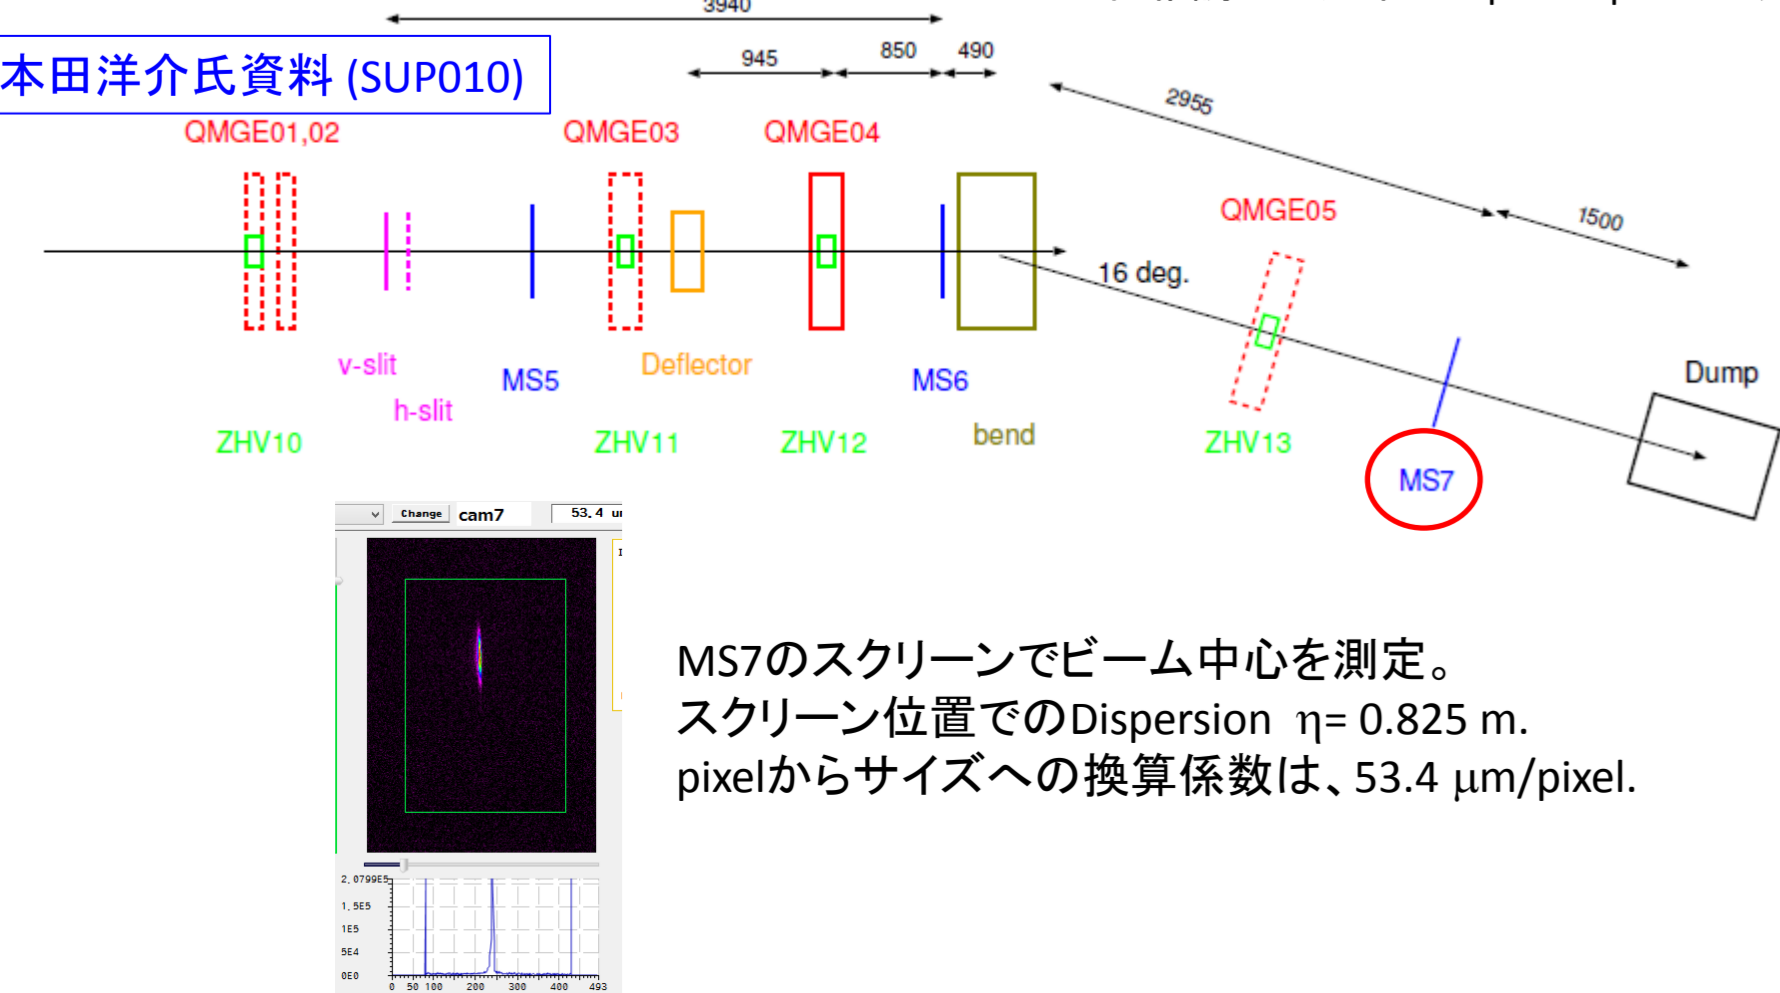 3940
945
850
490
本田洋介氏資料 (SUP010)
2955
1500
QMGE01,02
QMGE03
QMGE04
QMGE05
16 deg.
v-slit
h-slit
MS5
Deflector
MS6
bend
Dump
ZHV10
ZHV11
ZHV12
ZHV13
MS7
Change
cam7
53.4
MS7のスクリーンでビーム中心を測定。
スクリーン位置でのDispersion η= 0.825 m.
pixelからサイズへの換算係数は、53.4 μm/pixel.
2.0799E5
1.5E5
1E5
5E4
0E0
0 50 100 200 300 400 493